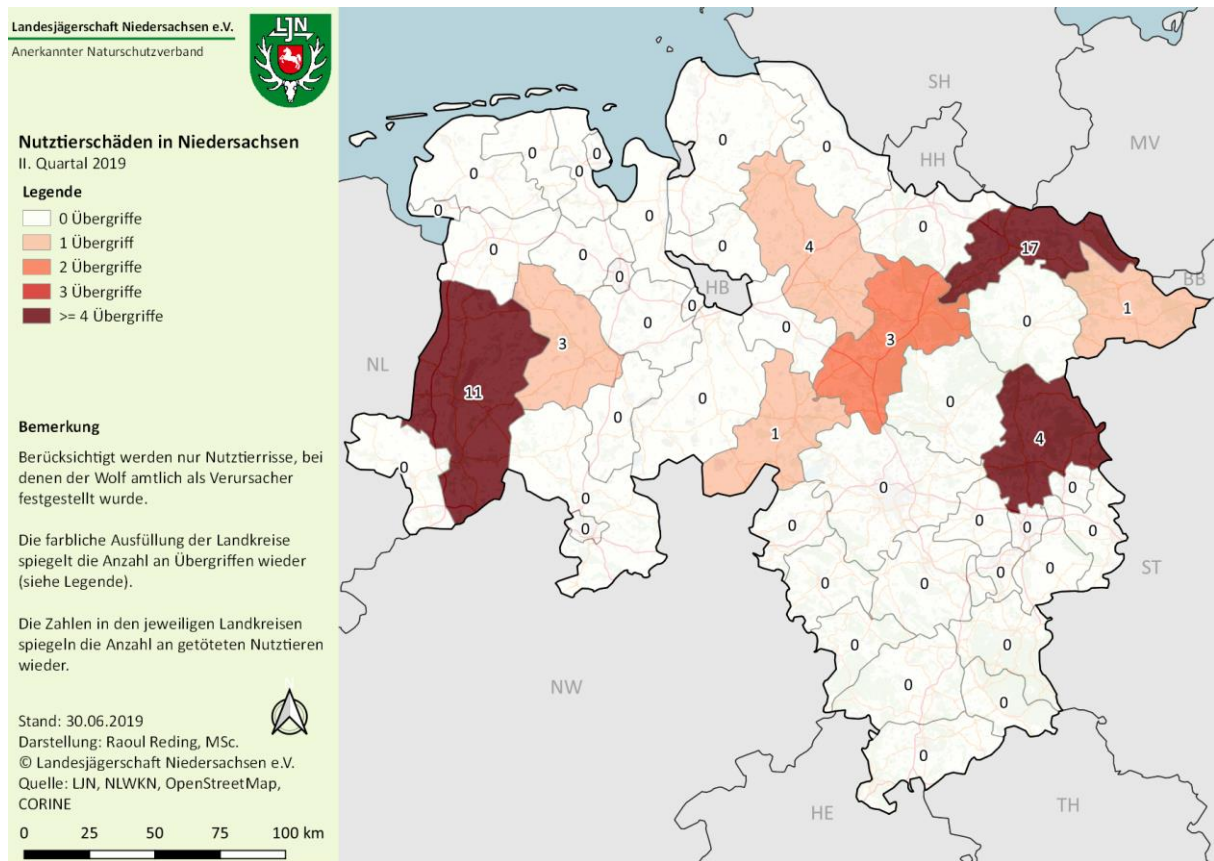 Landesjägerschaft Niedersachsen e.V.
Anerkannter Naturschutzverband
LJN
Nutztierschäden in Niedersachsen
II. Quartal 2019
Legende
0 Übergriffe
1 Übergriff
2 Übergriffe
3 Übergriffe
>= 4 Übergriffe
Bemerkung
Berücksichtigt werden nur Nutztierrisse, bei
denen der Wolf amtlich als Verursacher
festgestellt wurde.
Die farbliche Ausfüllung der Landkreise
spiegelt die Anzahl an Übergriffen wieder
(siehe Legende).
Die Zahlen in den jeweiligen Landkreisen
spiegeln die Anzahl an getöteten Nutztieren
wieder.
N
Stand: 30.06.2019
Darstellung: Raoul Reding, MSc.
© Landesjägerschaft Niedersachsen e.V.
Quelle: LJN, NLWKN, OpenStreetMap,
CORINE
0 25 50 75 100 km
SH
MV
0 0
0 0 0 HH
0 0
0 0 0
0 0 4 17
0 0 BB
0 HB 0 1
0 0 0
NL 3 3
11 0 0
0 1 4
0
0 0 0
0 0 0 0 0
0 0 0 0 ST
0 0
NW 0 0
0
HE TH